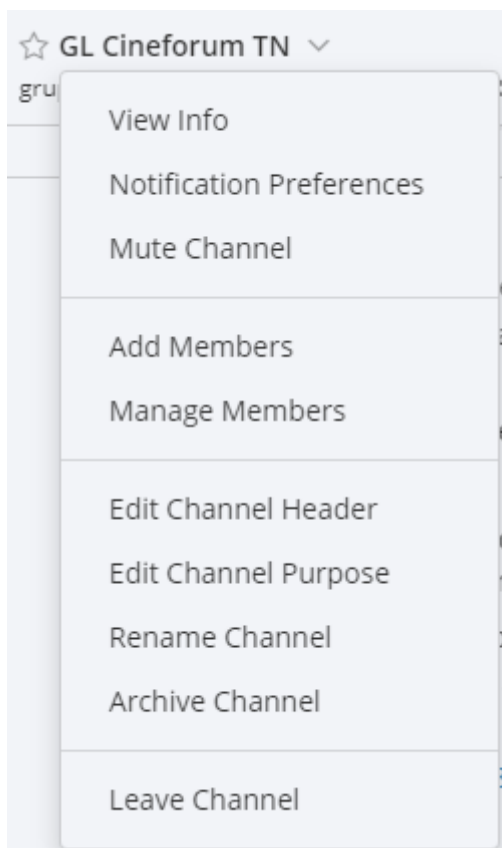 GL Cineforum TN
gru
View Info
Notification Preferences
Mute Channel
Add Members
Manage Members
Edit Channel Header
Edit Channel Purpose
Rename Channel
Archive Channel
Leave Channel